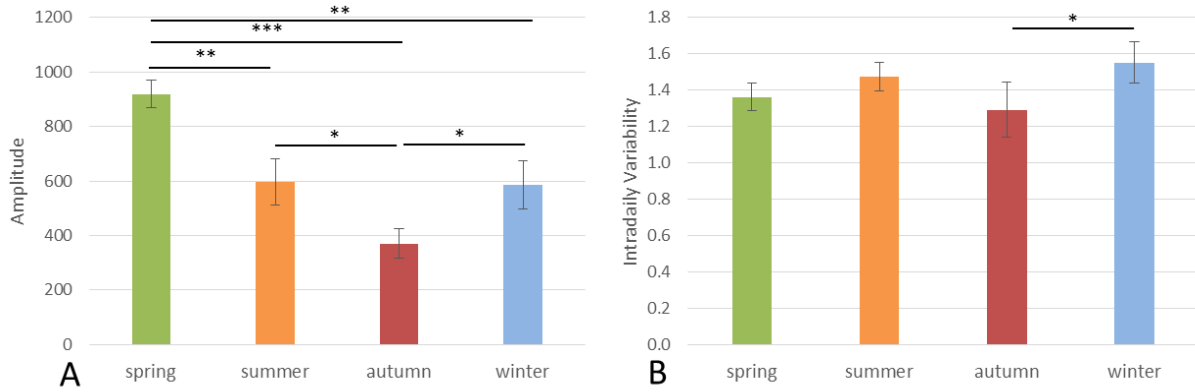 1200
1000
800
600
400
200
0
Amplitude
**
***
**
*
*
spring
summer
autumn
winter
A
1.8
1.6
1.4
1.2
1.0
0.8
0.6
0.4
0.2
0.0
Intradaily Variability
*
spring
summer
autumn
winter
B